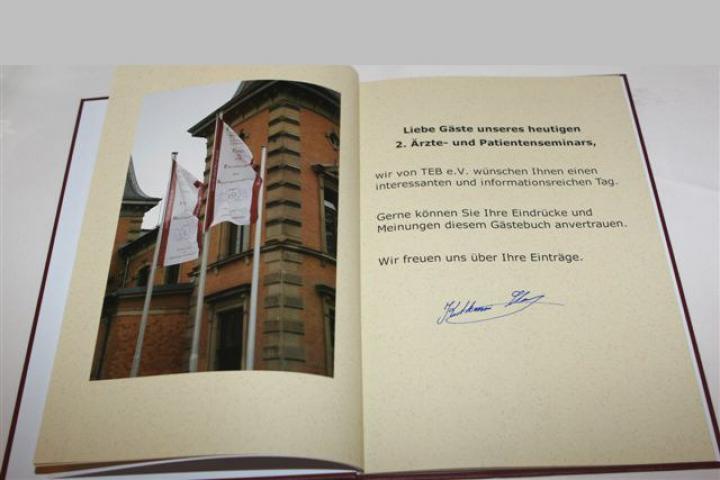 Liebe Gäste unseres heutigen
2. Ärzte- und Patientenseminars,
wir von TEB e.V. wünschen Ihnen einen
interessanten und informationsreichen Tag.
Gerne können Sie Ihre Eindrücke und
Meinungen diesem Gästebuch anvertrauen.
Wir freuen uns über Ihre Einträge.